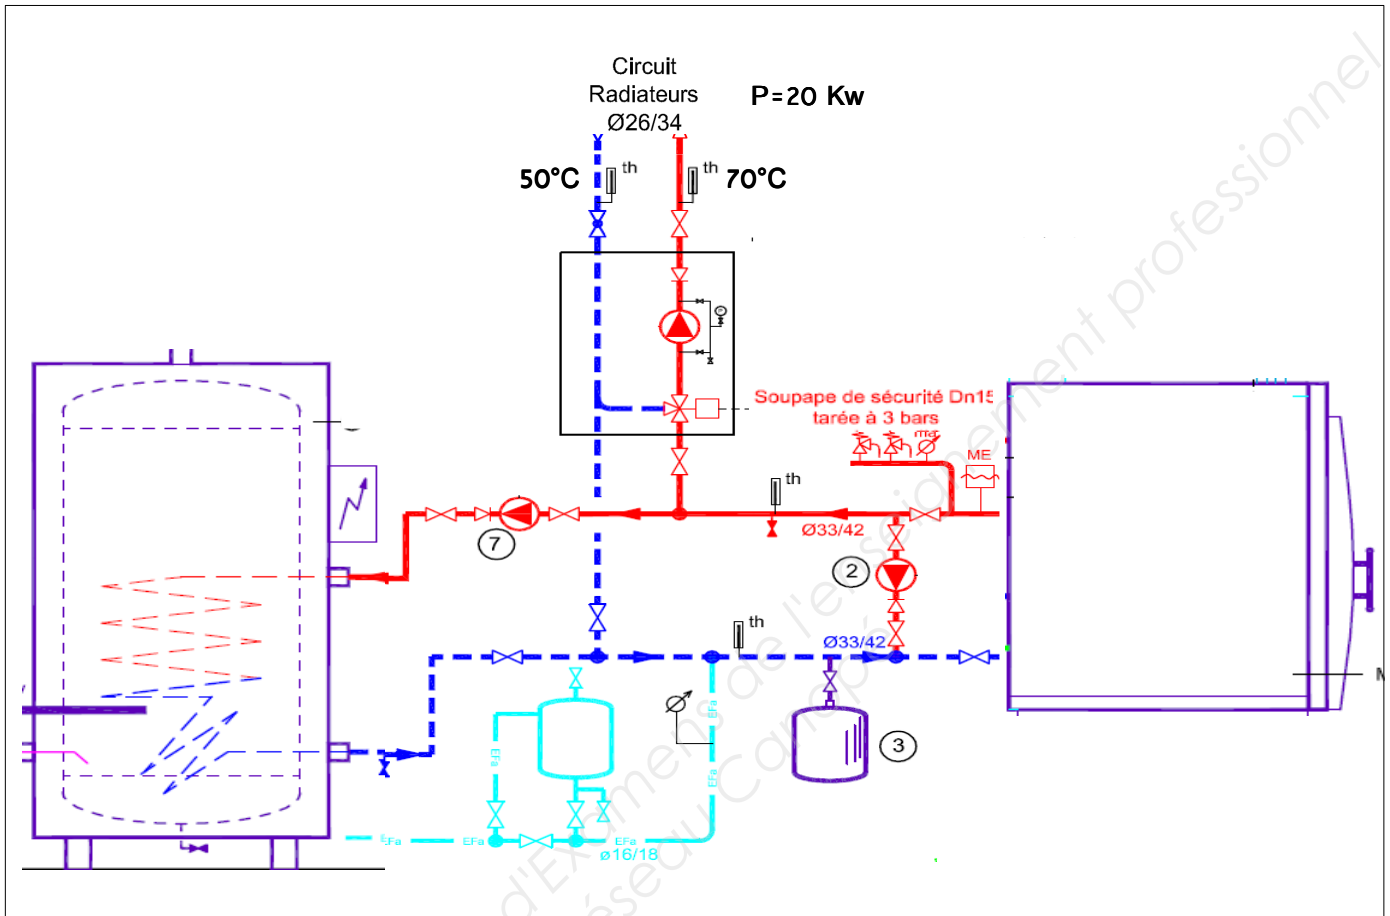 Circuit
Radiateurs
Ø26/34
P=20 Kw
50°C
th
th
70°C
Soupape de sécurité Dn15
tarée à 3 bars
ME
th
Ø33/42
7
2
th
Ø33/42
3
EFa
EFa
EFa
EFa
EFa
EFa
ø16/18
M
d'Examens de l'enseignement professionnel
Réseau Canopé